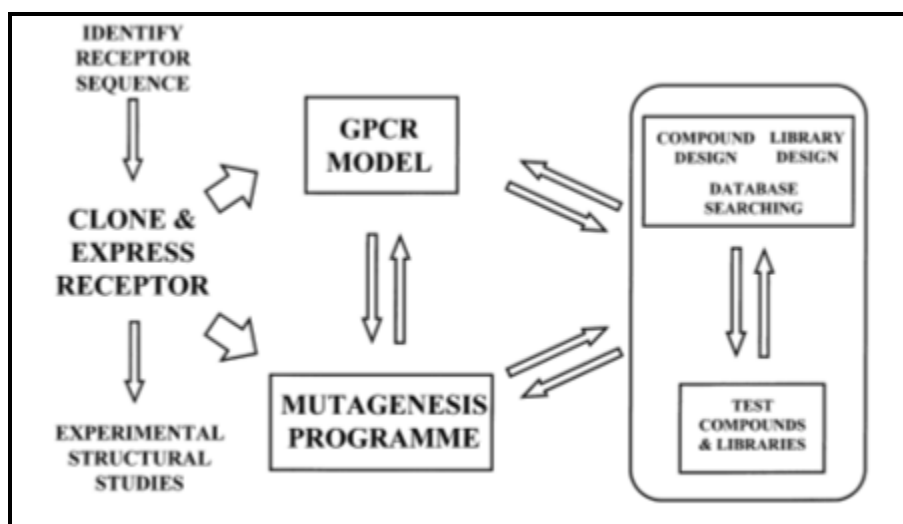 IDENTIFY
RECEPTOR
SEQUENCE
CLONE &
EXPRESS
RECEPTOR
EXPERIMENTAL
STRUCTURAL
STUDIES
GPCR
MODEL
MUTAGENESIS
PROGRAMME
COMPOUND
DESIGN
LIBRARY
DESIGN
DATABASE
SEARCHING
TEST
COMPOUNDS
& LIBRARIES